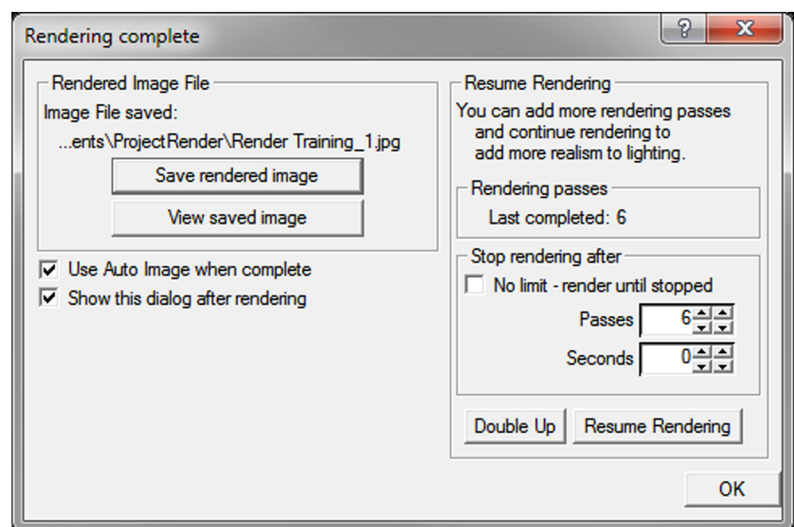 Rendering complete
?
X
Rendered Image File
Image File saved:
...ents\ProjectRender\Render Training_1.jpg
Save rendered image
View saved image
Use Auto Image when complete
Show this dialog after rendering
Resume Rendering
You can add more rendering passes
and continue rendering to
add more realism to lighting.
Rendering passes
Last completed: 6
Stop rendering after
No limit - render until stopped
Passes 6
Seconds 0
Double Up Resume Rendering
OK